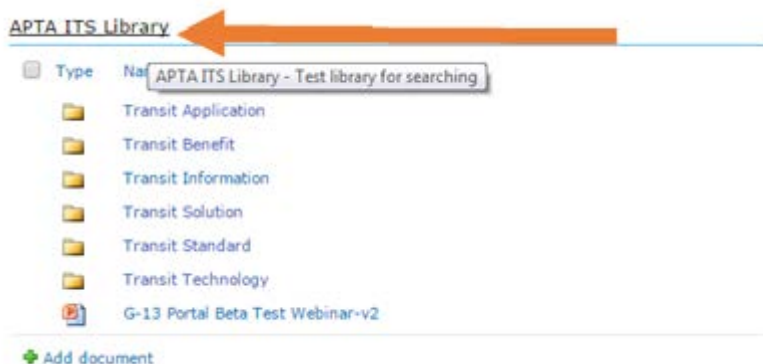 APTA ITS Library
Type Na
APTA ITS Library - Test library for searching
Transit Application
Transit Benefit
Transit Information
Transit Solution
Transit Standard
Transit Technology
G-13 Portal Beta Test Webinar-v2
Add document